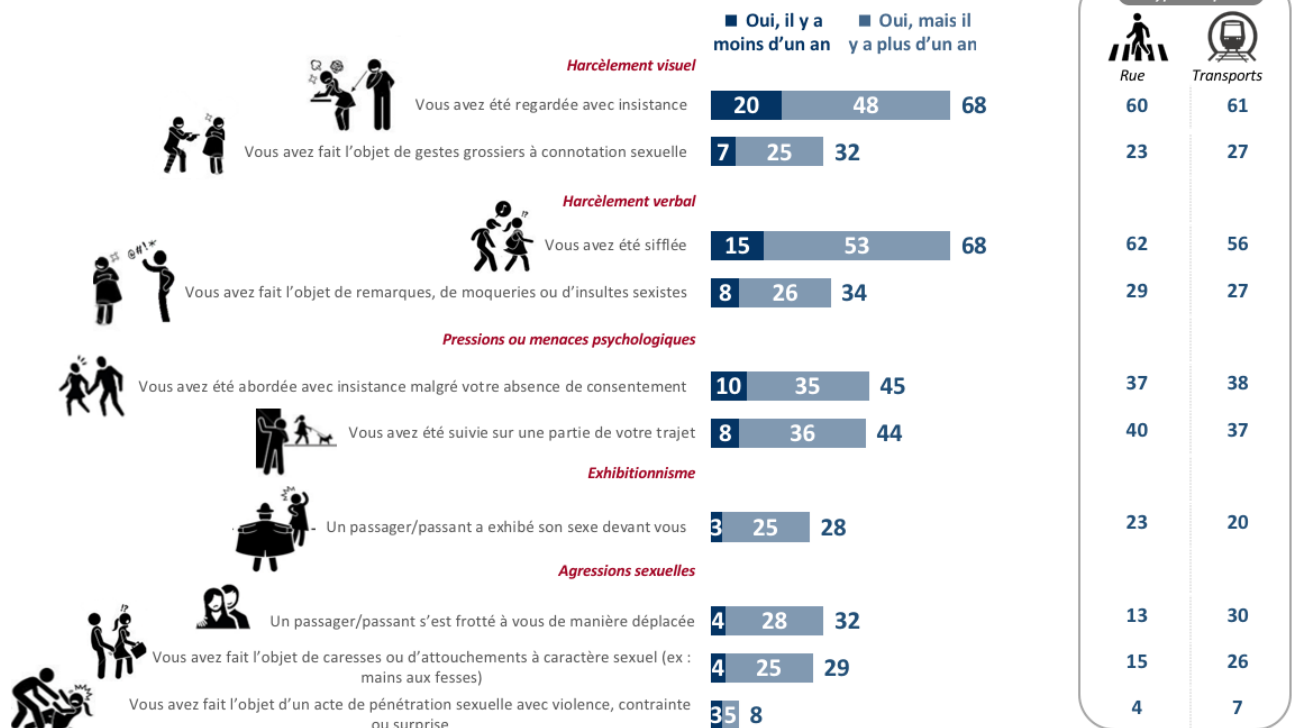 Oui, il y a moins d'un an
Oui, mais il y a plus d'un an
Rue
Transports
Harcèlement visuel
Vous avez été regardée avec insistance 20 48 68 60 61
Vous avez fait l'objet de gestes grossiers à connotation sexuelle 7 25 32 23 27
Harcèlement verbal
Vous avez été sifflée 15 53 68 62 56
@#!*
Vous avez fait l'objet de remarques, de moqueries ou d'insultes sexistes 8 26 34 29 27
Pressions ou menaces psychologiques
Vous avez été abordée avec insistance malgré votre absence de consentement 10 35 45 37 38
Vous avez été suivie sur une partie de votre trajet 8 36 44 40 37
Exhibitionnisme
Un passager/passant a exhibé son sexe devant vous 3 25 28 23 20
Agressions sexuelles
Un passager/passant s'est frotté à vous de manière déplacée 4 28 32 13 30
Vous avez fait l'objet de caresses ou d'attouchements à caractère sexuel (ex :
mains aux fesses) 4 25 29 15 26
Vous avez fait l'objet d'un acte de pénétration sexuelle avec violence, contrainte
ou surprise 3 5 8 4 7